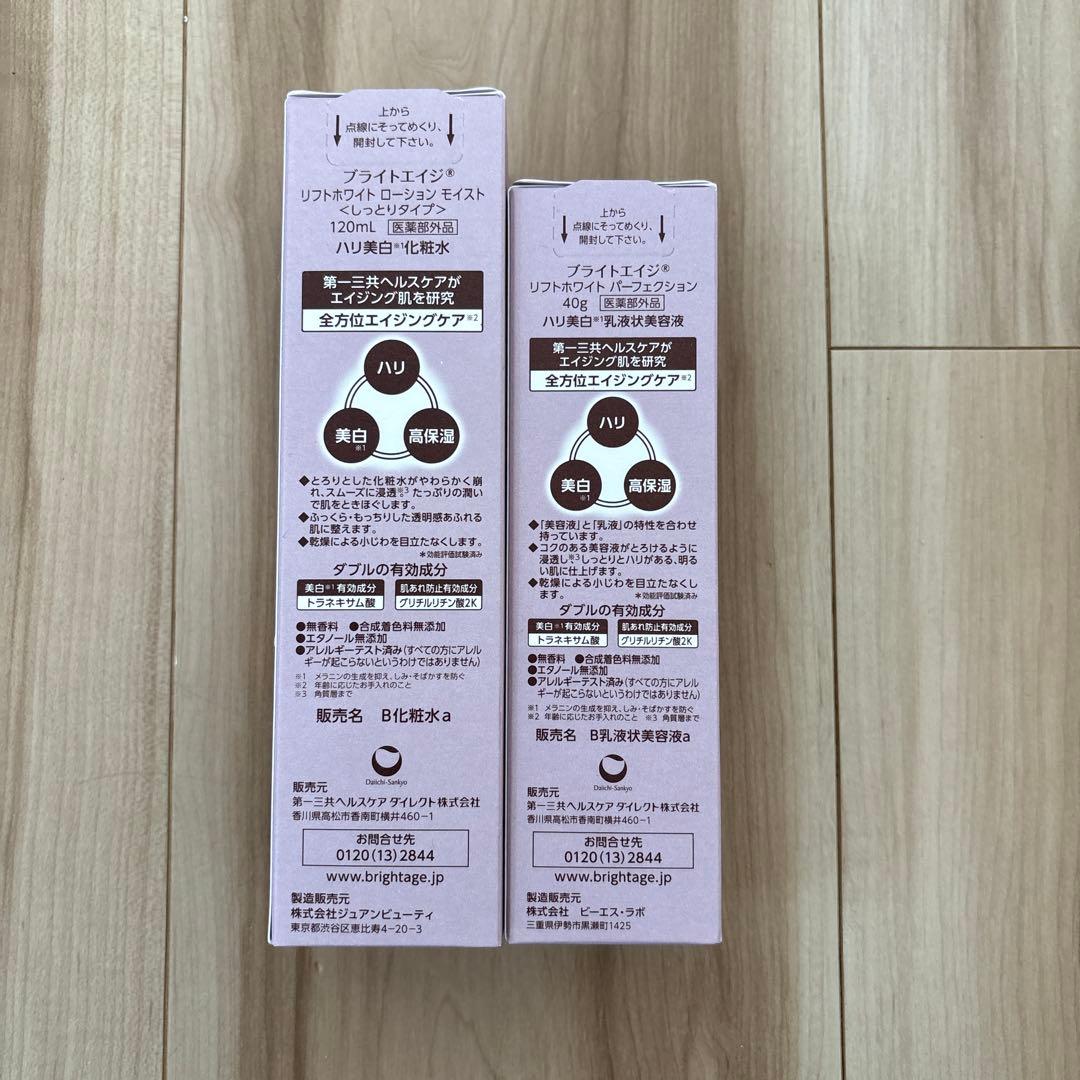 上から
点線にそってめくり、
開封して下さい。
ブライトエイジ®
リフトホワイト ローション モイスト
＜しっとりタイプ＞
120mL 医薬部外品
ハリ美白※1化粧水
第一三共ヘルスケアが
エイジング肌を研究
全方位エイジングケア※2
ハリ
美白※1
高保湿
◆とろりとした化粧水がやわらかく崩
れ、スムーズに浸透※3。たっぷりの潤い
で肌をときほぐします。
◆ふっくら・もっちりした透明感あふれる
肌に整えます。
◆乾燥による小じわを目立たなくします。
＊効能評価試験済み
ダブルの有効成分
美白※1有効成分
トラネキサム酸
肌あれ防止有効成分
グリチルリチン酸2K
●無香料 ●合成着色料無添加
●エタノール無添加
●アレルギーテスト済み(すべての方にアレル
ギーが起こらないというわけではありません)
※1 メラニンの生成を抑え、しみ・そばかすを防ぐ
※2 年齢に応じたお手入れのこと
※3 角質層まで
販売名 B化粧水a
Daiichi-Sankyo
販売元
第一三共ヘルスケア ダイレクト株式会社
香川県高松市香南町横井460−1
お問合せ先
0120(13)2844
www.brightage.jp
製造販売元
株式会社ジュアンビューティ
東京都渋谷区恵比寿4−20−3
上から
点線にそってめくり、
開封して下さい。
ブライトエイジ®
リフトホワイト パーフェクション
40g 医薬部外品
ハリ美白※1乳液状美容液
第一三共ヘルスケアが
エイジング肌を研究
全方位エイジングケア※2
ハリ
美白※1
高保湿
◆「美容液」と「乳液」の特性を合わせ
持っています。
◆コクのある美容液がとろけるように
浸透し※3、しっとりとハリがある、明る
い肌に仕上げます。
◆乾燥による小じわを目立たなくし
ます。 ＊効能評価試験済み
ダブルの有効成分
美白※1有効成分
トラネキサム酸
肌あれ防止有効成分
グリチルリチン酸2K
●無香料 ●合成着色料無添加
●エタノール無添加
●アレルギーテスト済み(すべての方にアレル
ギーが起こらないというわけではありません)
※1 メラニンの生成を抑え、しみ・そばかすを防ぐ
※2 年齢に応じたお手入れのこと ※3 角質層まで
販売名 B乳液状美容液a
Daiichi-Sankyo
販売元
第一三共ヘルスケア ダイレクト株式会社
香川県高松市香南町横井460−1
お問合せ先
0120(13)2844
www.brightage.jp
製造販売元
株式会社 ピーエス・ラボ
三重県伊勢市黒瀬町1425